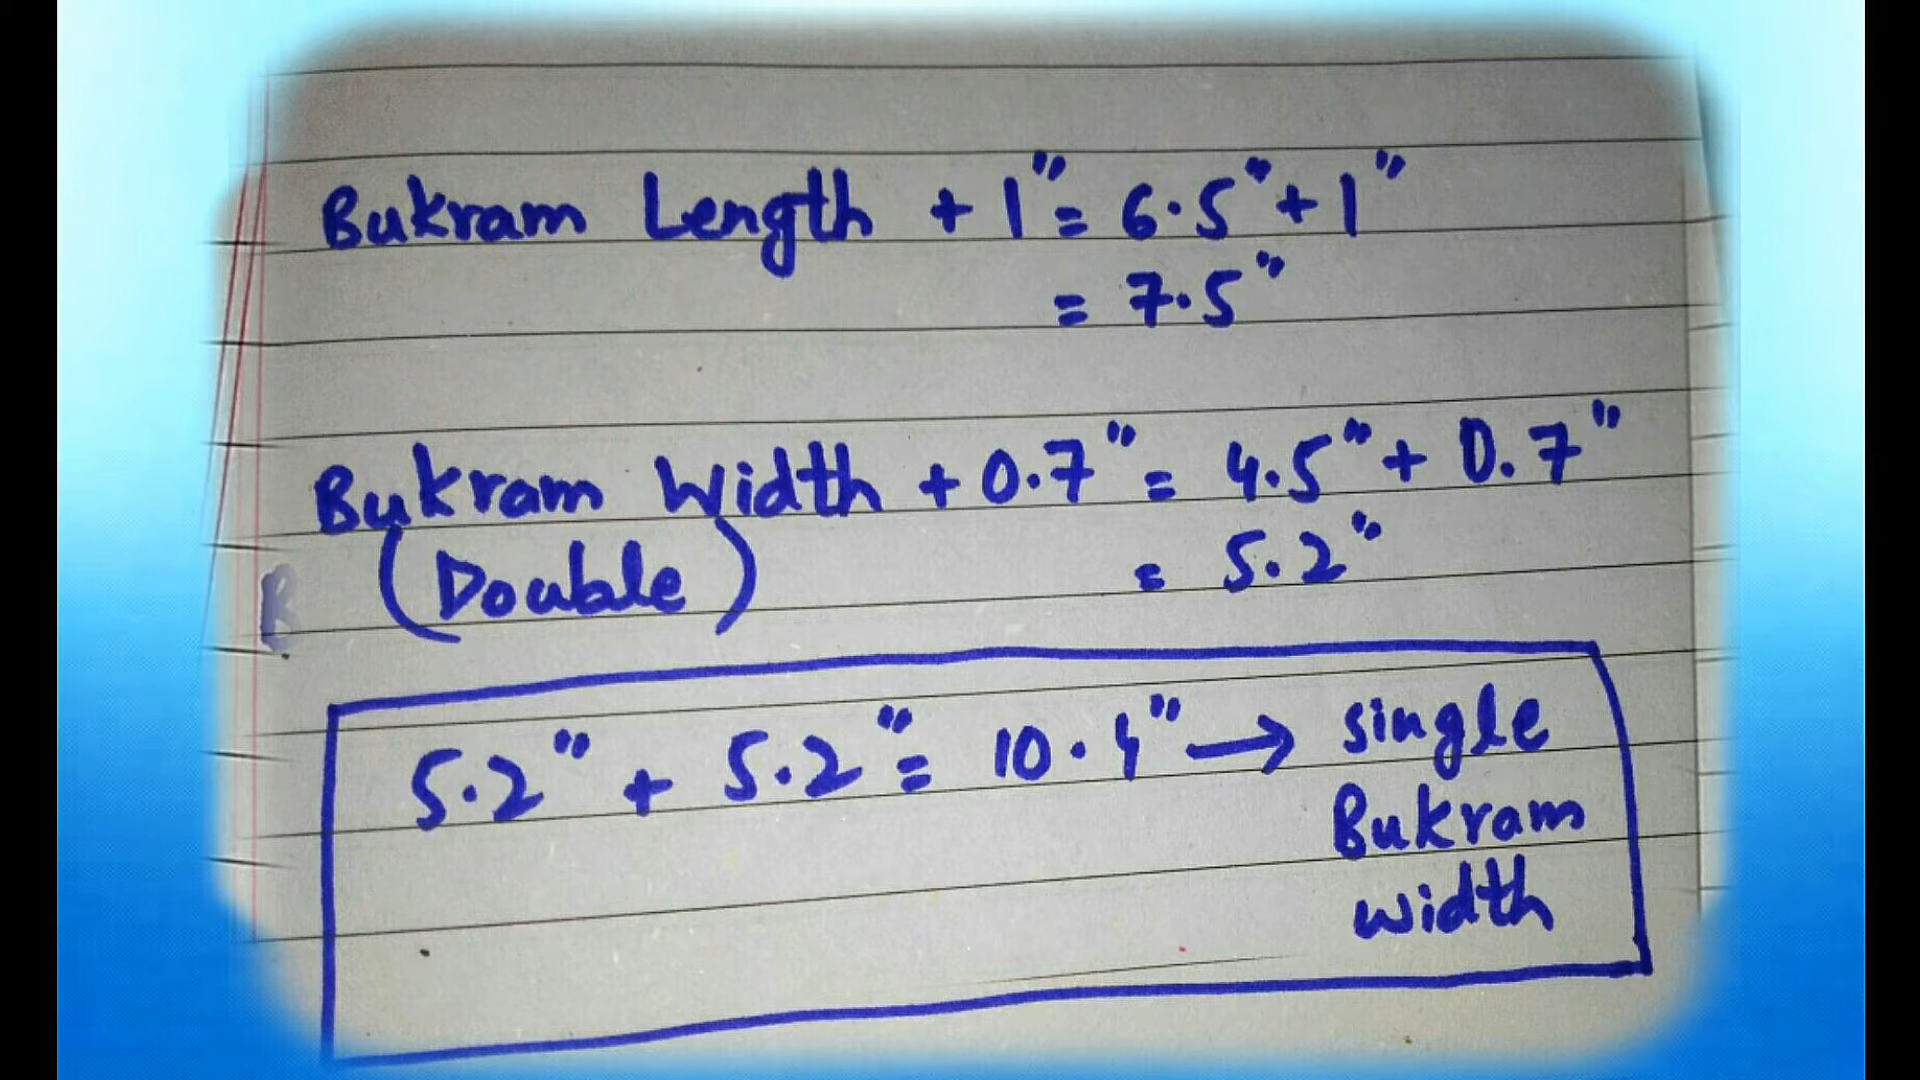 Bukram Length + 1" = 6.5" + 1"
= 7.5"
Bukram Width + 0.7" = 4.5" + 0.7"
(Double) = 5.2"
5.2" + 5.2" = 10.4" → single
Bukram
width